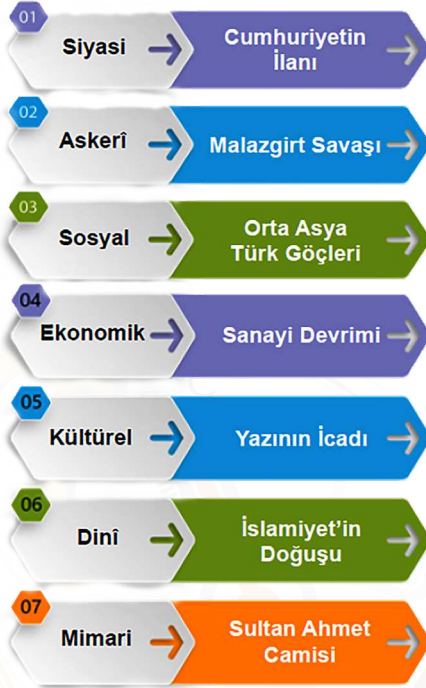 01
Siyasi
Cumhuriyetin
İlanı
02
Askerî
Malazgirt Savaşı
03
Sosyal
Orta Asya
Türk Göçleri
04
Ekonomik
Sanayi Devrimi
05
Kültürel
Yazının İcadı
06
Dinî
İslamiyet’in
Doğuşu
07
Mimari
Sultan Ahmet
Camisi